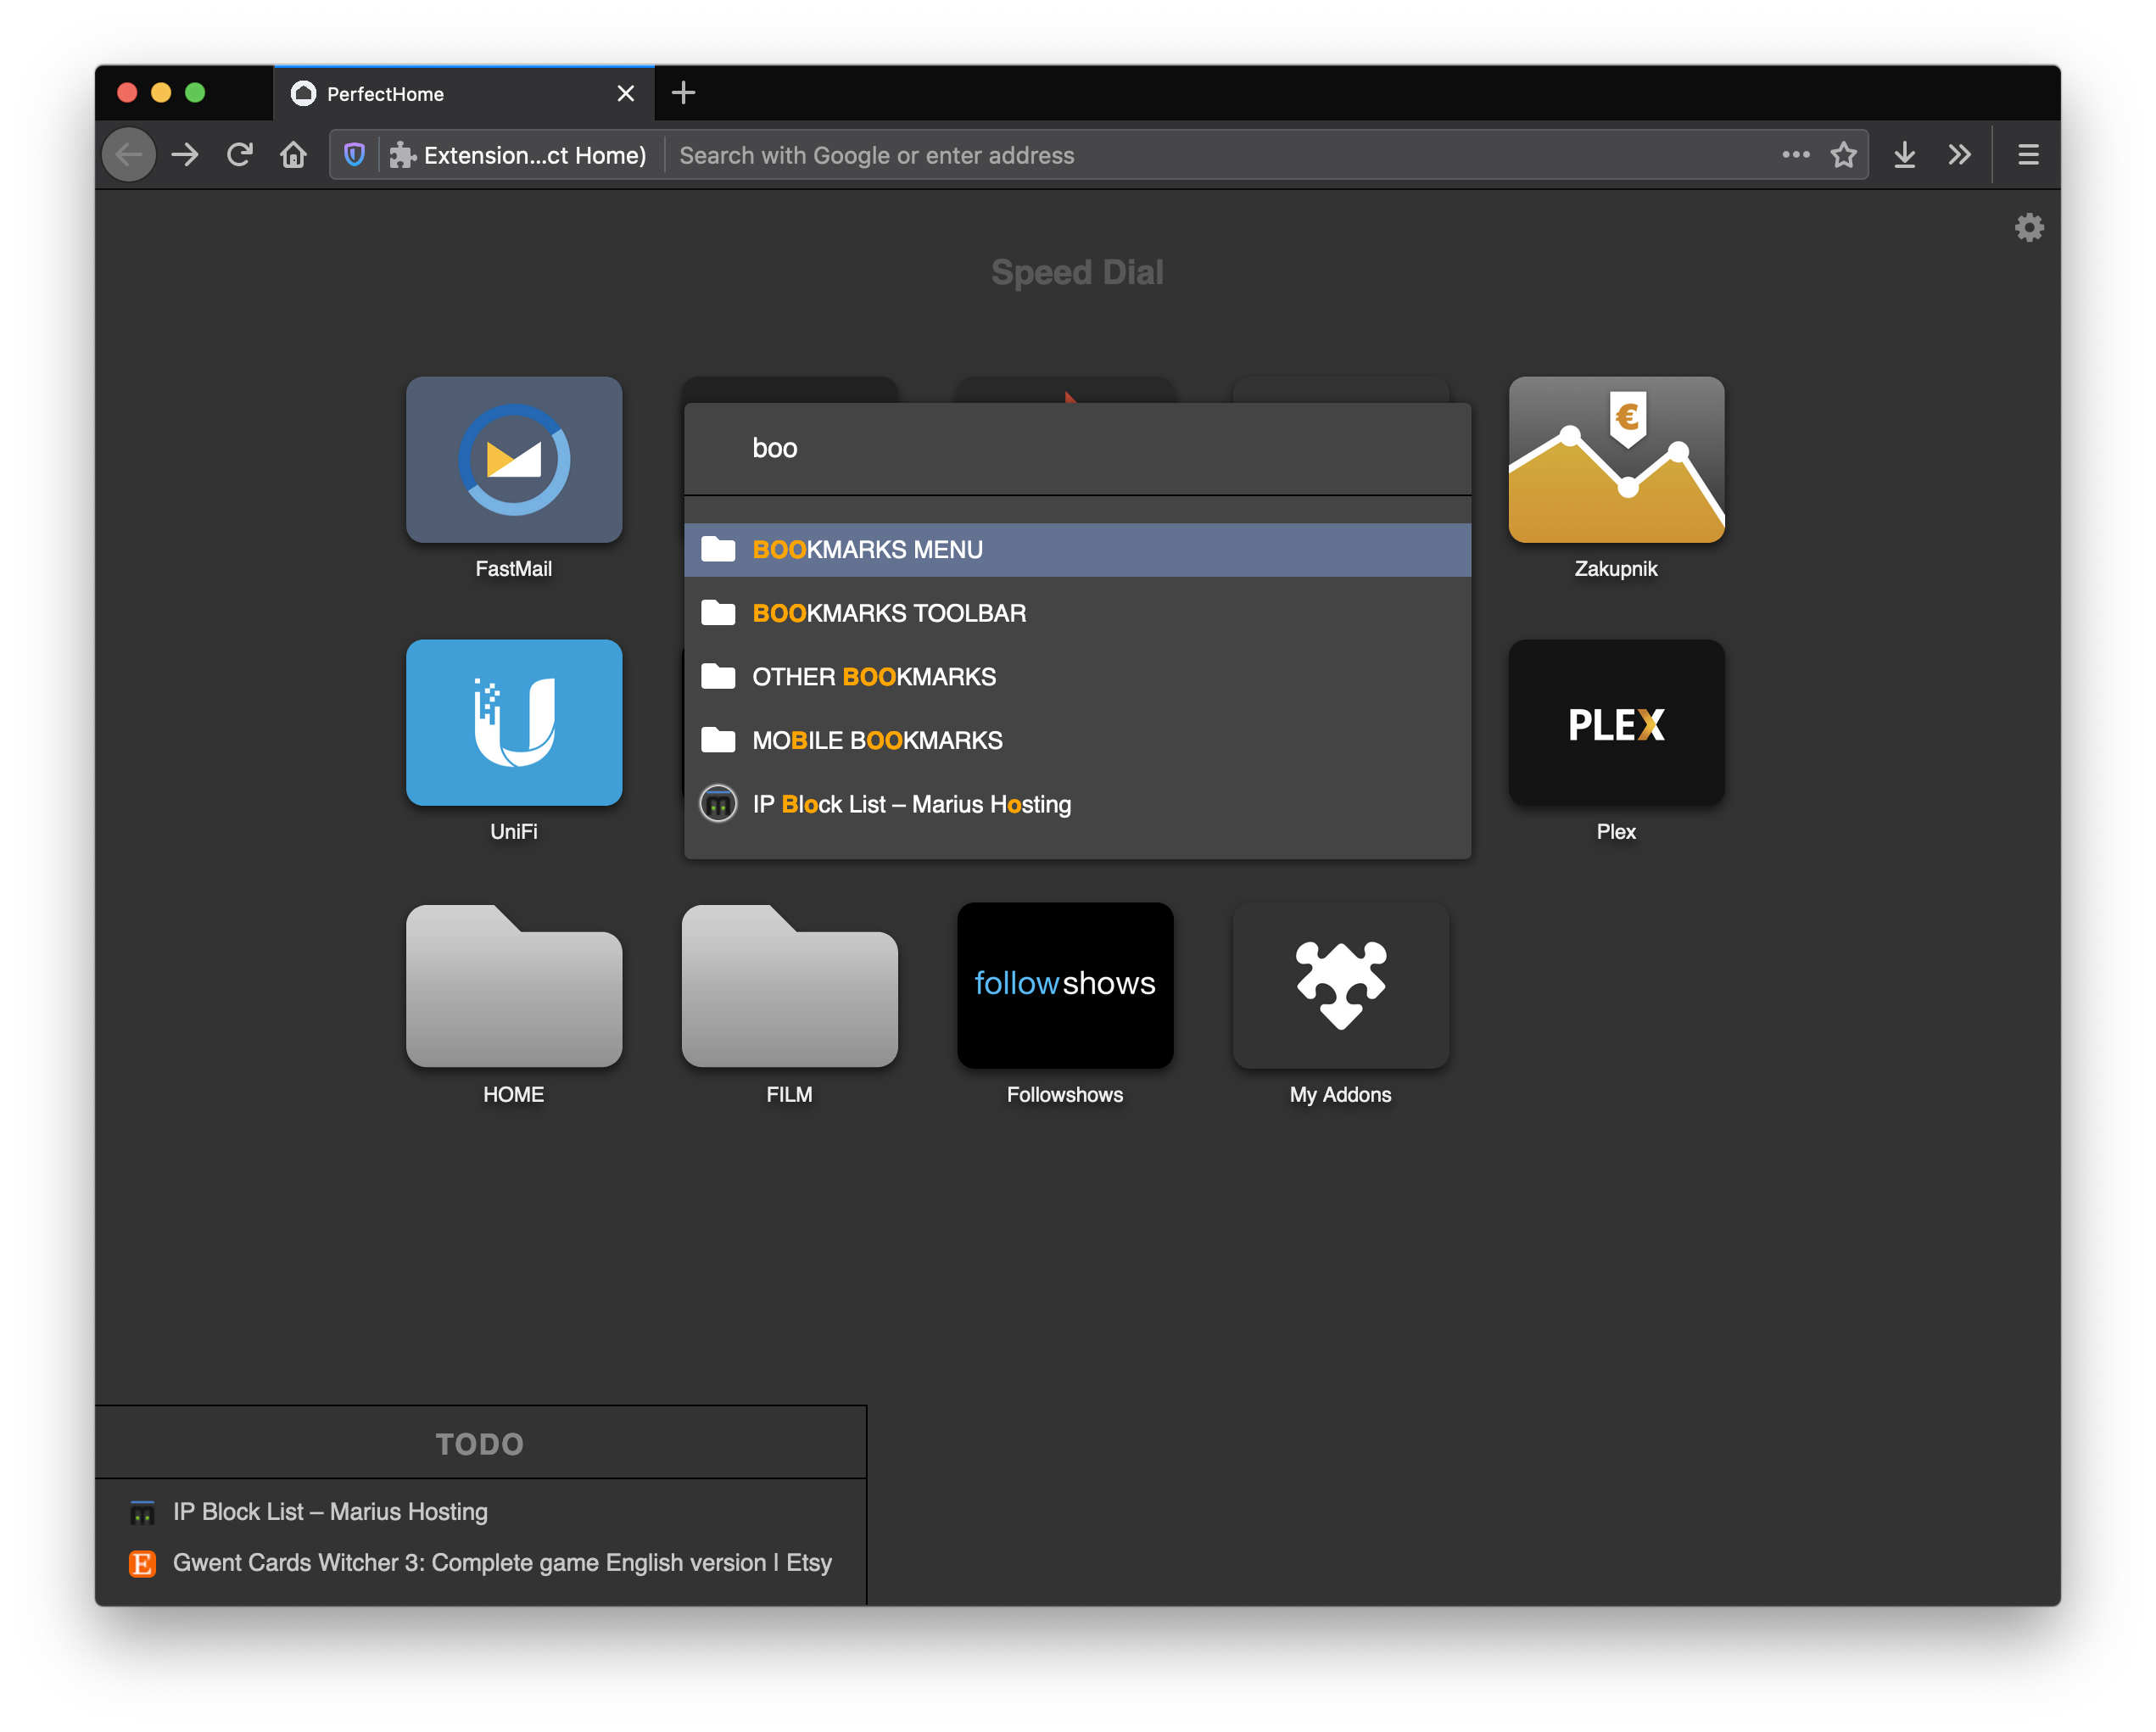 PerfectHome
Extension...ct Home)
Search with Google or enter address
Speed Dial
boo
BOOKMARKS MENU
BOOKMARKS TOOLBAR
OTHER BOOKMARKS
MOBILE BOOKMARKS
IP Block List – Marius Hosting
€
FastMail
Zakupnik
U
UniFi
PLEX
Plex
HOME
FILM
followshows
Followshows
My Addons
TODO
IP Block List – Marius Hosting
E
Gwent Cards Witcher 3: Complete game English version | Etsy